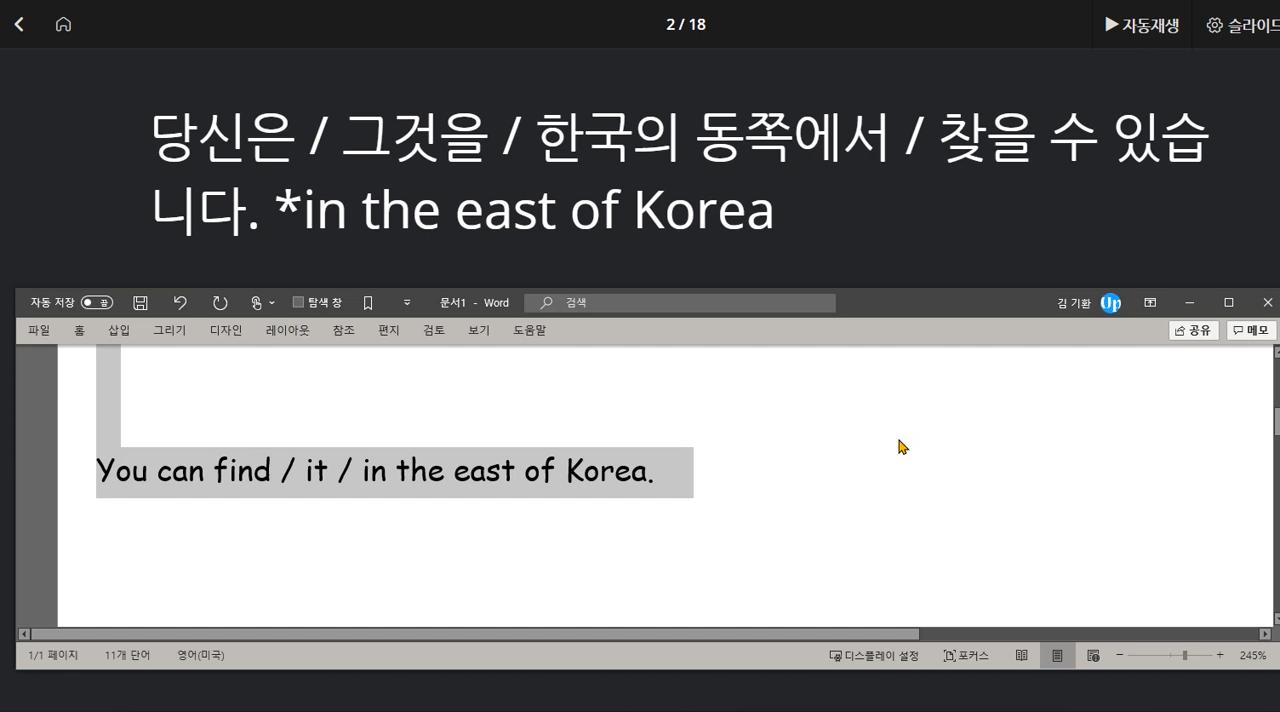 2 / 18
자동재생
슬라이드
당신은 / 그것을 / 한국의 동쪽에서 / 찾을 수 있습
니다. *in the east of Korea
자동 저장 끔 탐색 창 문서1 - Word 검색 김 기환 Up
파일 홈 삽입 그리기 디자인 레이아웃 참조 편지 검토 보기 도움말 공유 메모
You can find / it / in the east of Korea.
1/1 페이지 11개 단어 영어(미국) 디스플레이 설정 포커스 245%